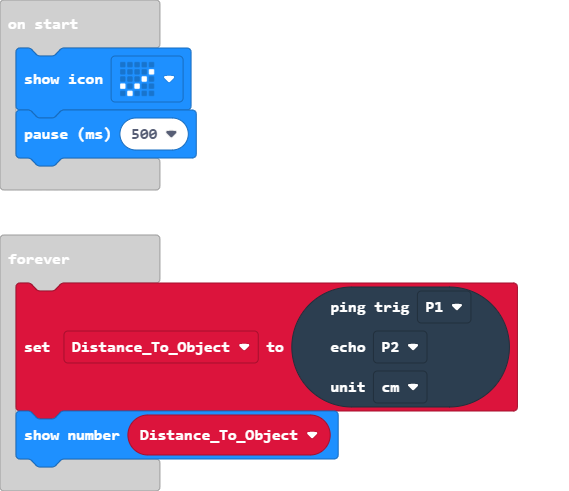 on start
show icon
pause (ms) 500
forever
ping trig P1
set Distance_To_Object to echo P2
unit cm
show number Distance_To_Object